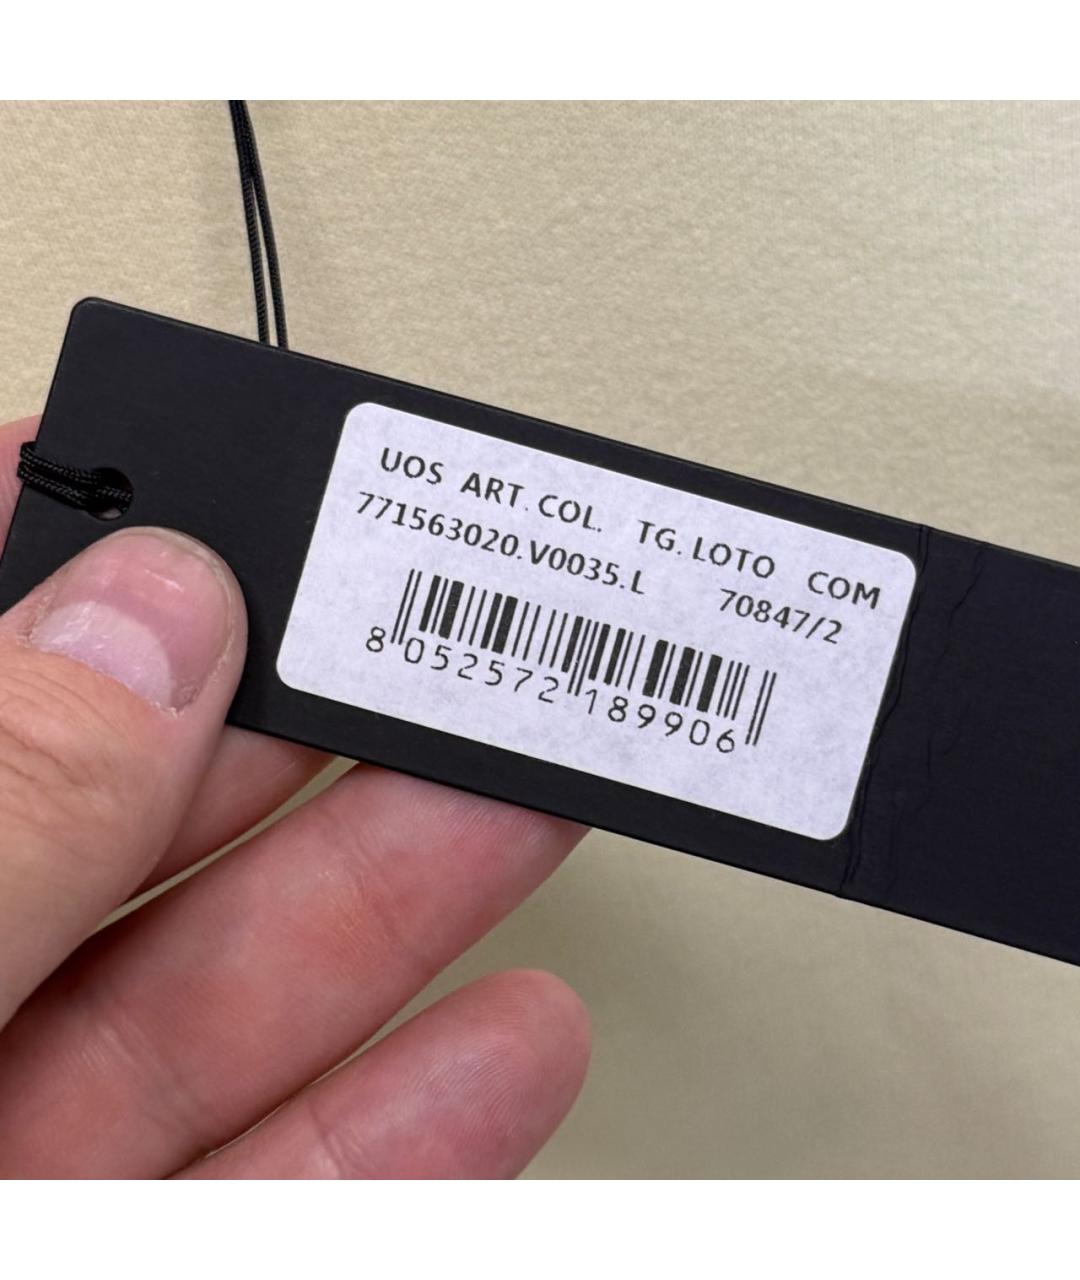 UOS ART. COL. TG. LOTO COM
771563020.V0035.L 70847/2
8 052572 189906